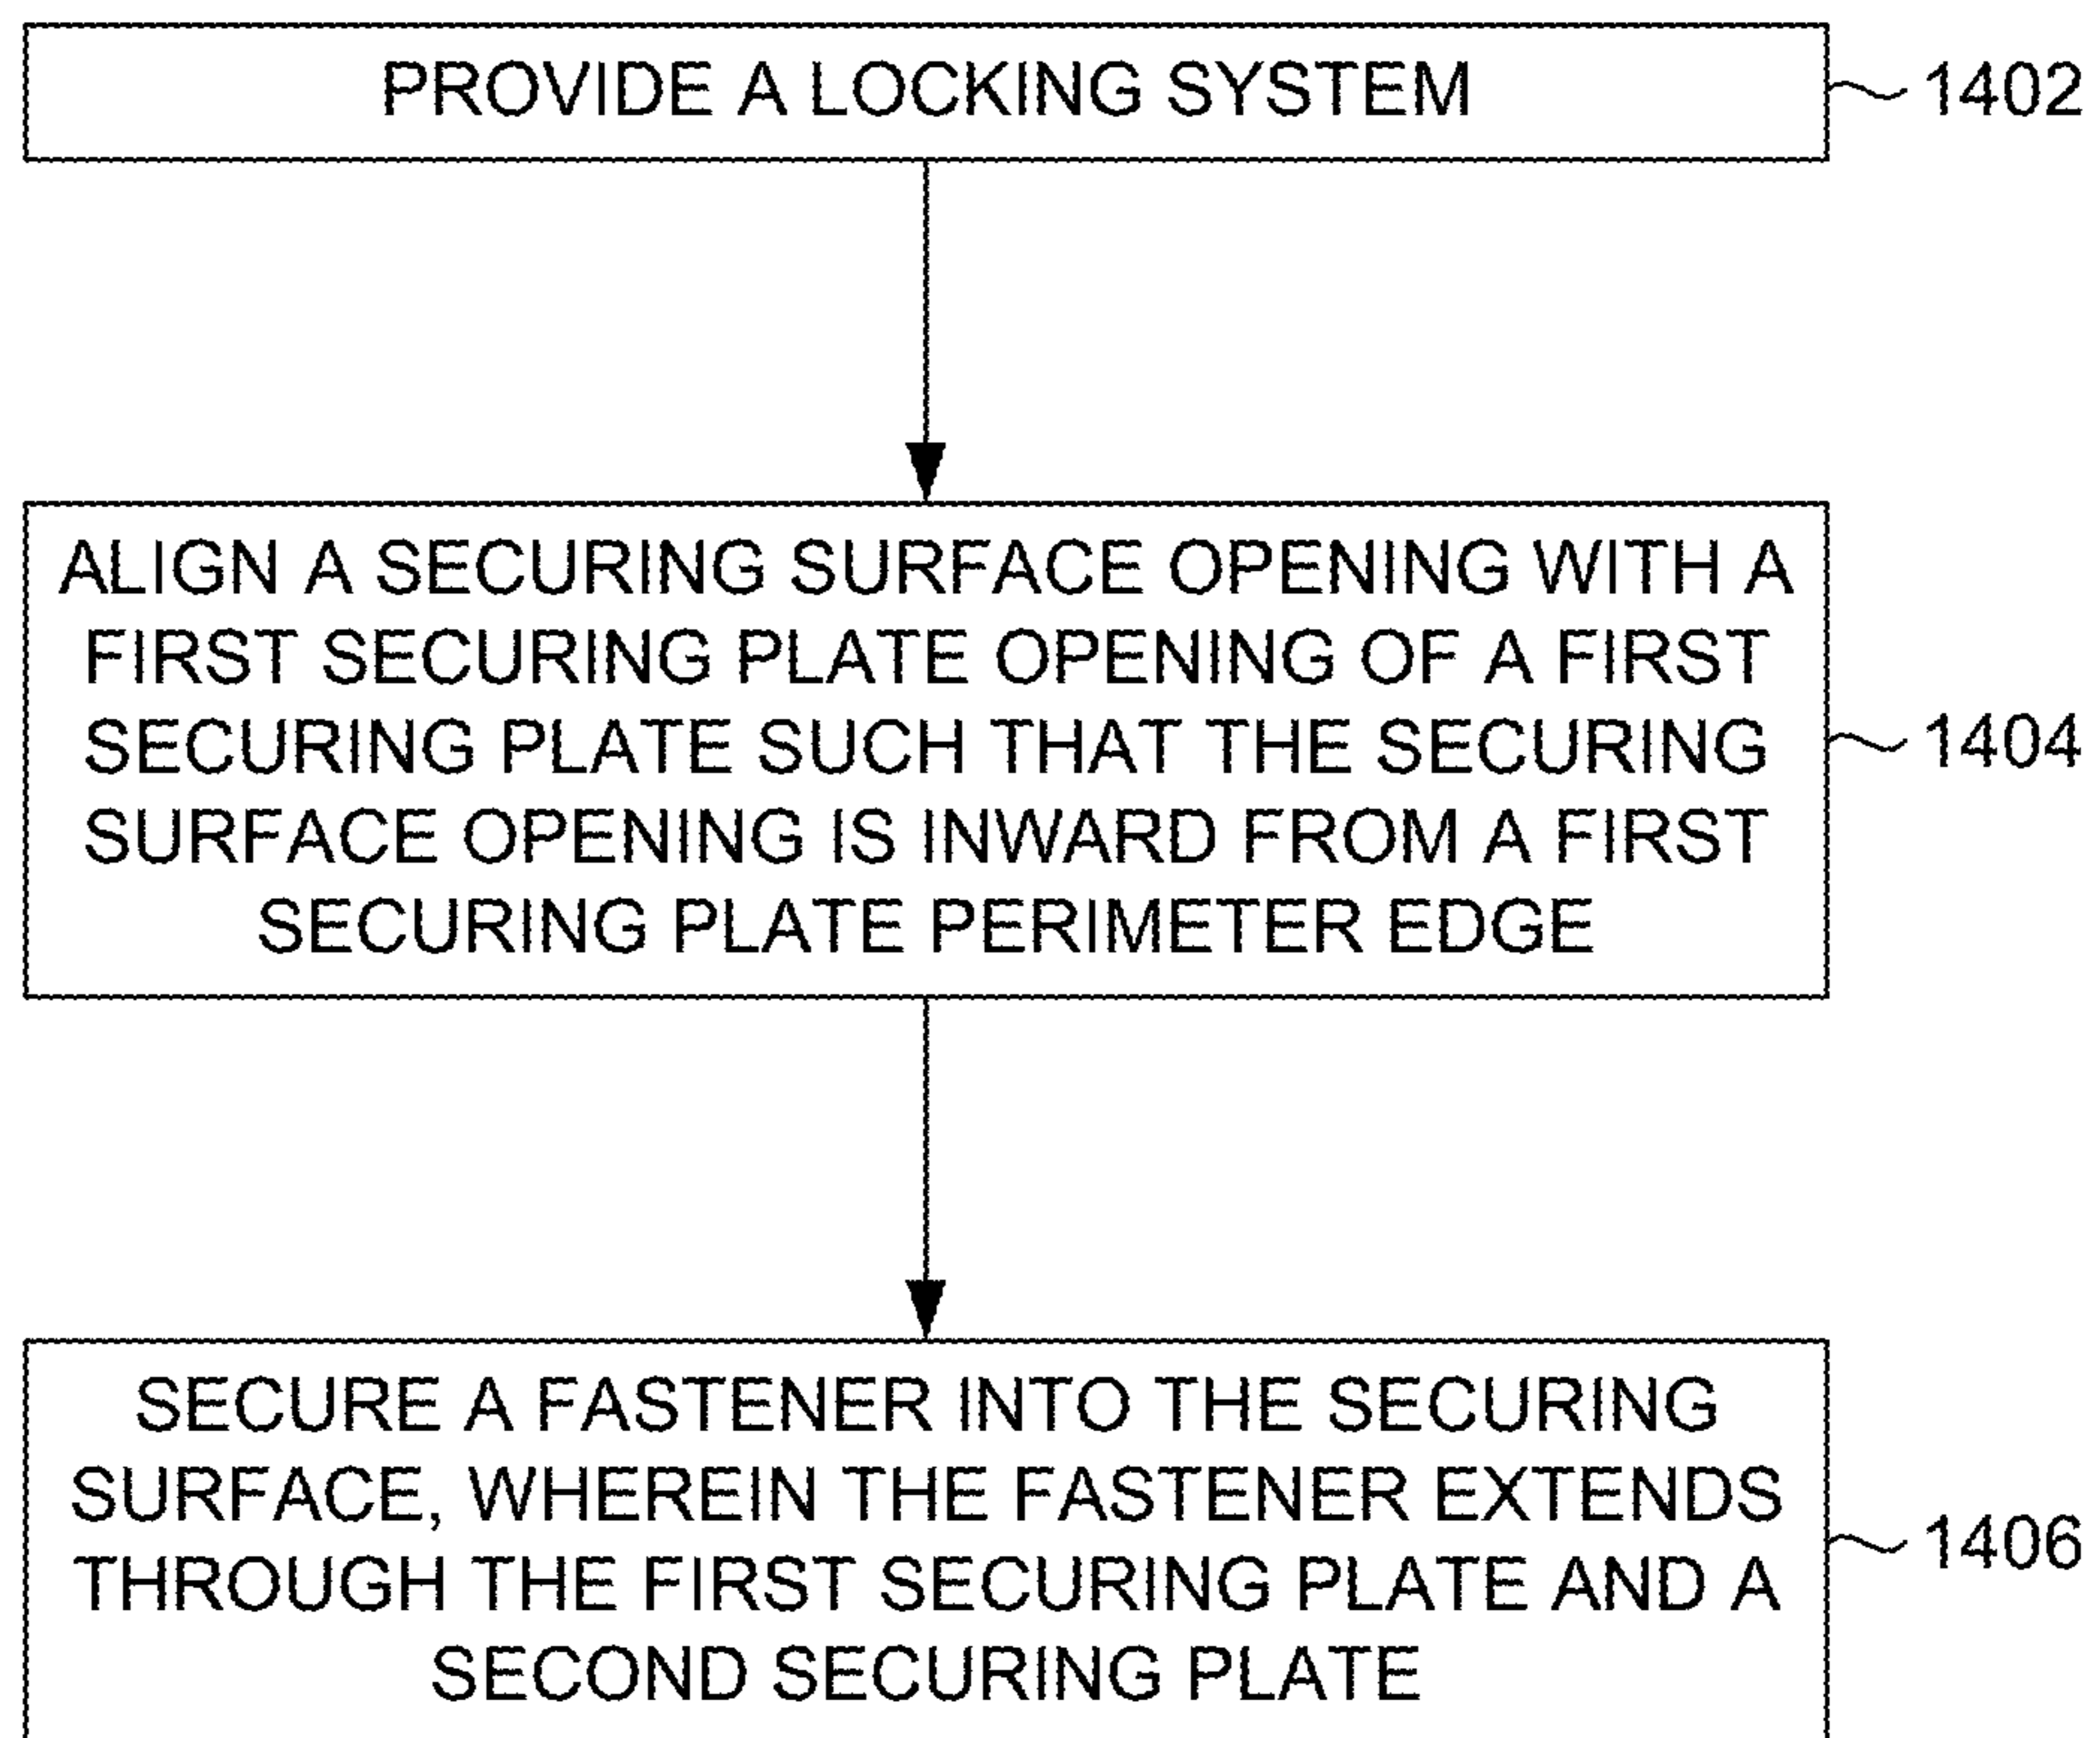 PROVIDE A LOCKING SYSTEM
1402
ALIGN A SECURING SURFACE OPENING WITH A
FIRST SECURING PLATE OPENING OF A FIRST
SECURING PLATE SUCH THAT THE SECURING
SURFACE OPENING IS INWARD FROM A FIRST
SECURING PLATE PERIMETER EDGE
1404
SECURE A FASTENER INTO THE SECURING
SURFACE, WHEREIN THE FASTENER EXTENDS
THROUGH THE FIRST SECURING PLATE AND A
SECOND SECURING PLATE
1406